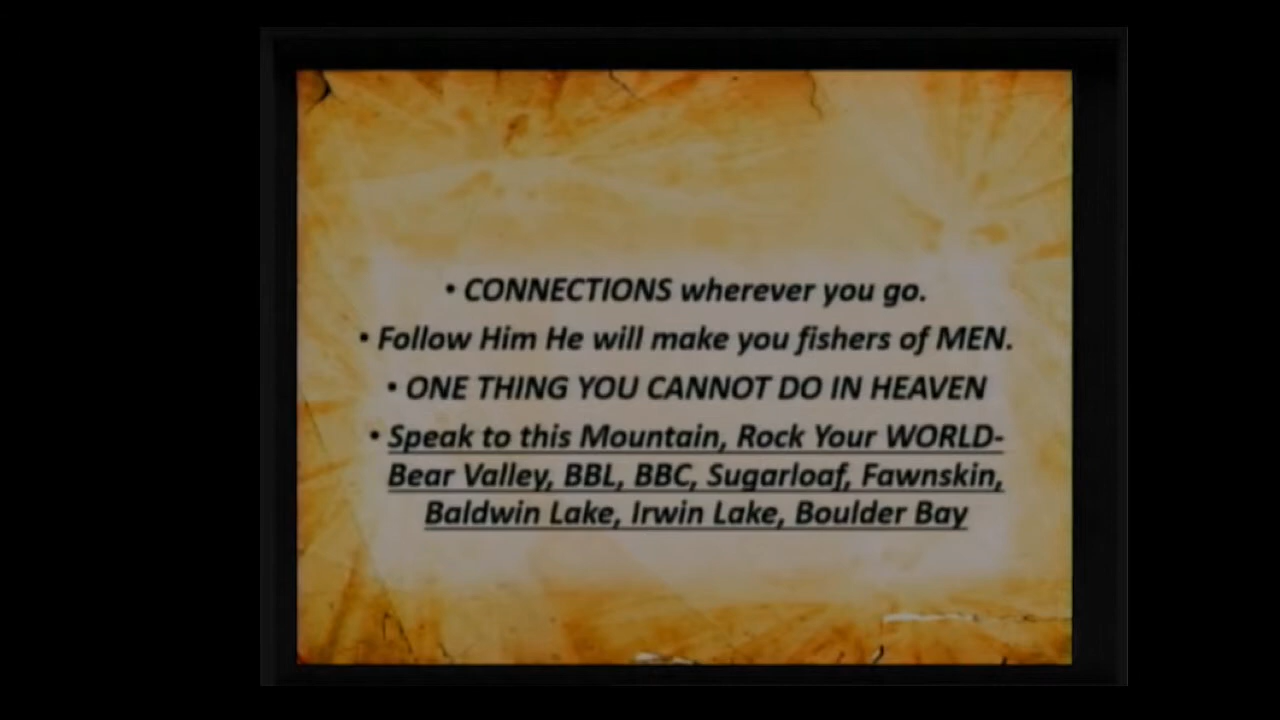 • CONNECTIONS wherever you go.
• Follow Him He will make you fishers of MEN.
• ONE THING YOU CANNOT DO IN HEAVEN
• Speak to this Mountain, Rock Your WORLD-
Bear Valley, BBL, BBC, Sugarloaf, Fawnskin,
Baldwin Lake, Irwin Lake, Boulder Bay